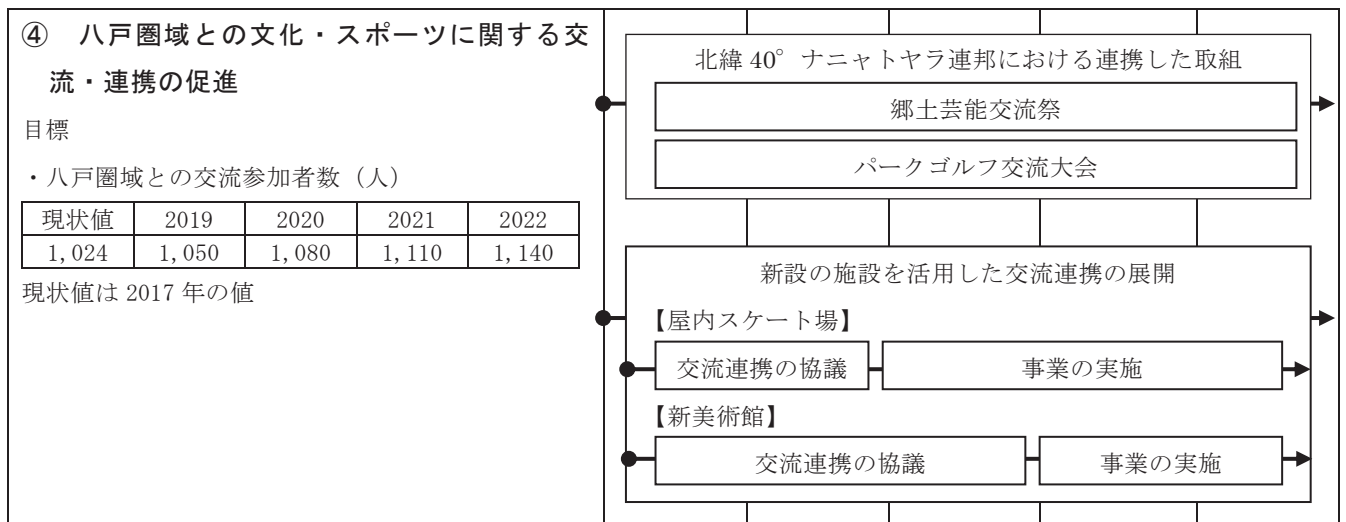 ④　八戸圏域との文化・スポーツに関する交
流・連携の促進
目標
・八戸圏域との交流参加者数（人）
現状値 2019 2020 2021 2022
1,024 1,050 1,080 1,110 1,140
現状値は 2017 年の値
北緯 40°ナニャトヤラ連邦における連携した取組
郷土芸能交流祭
パークゴルフ交流大会
新設の施設を活用した交流連携の展開
【屋内スケート場】
交流連携の協議 事業の実施
【新美術館】
交流連携の協議 事業の実施